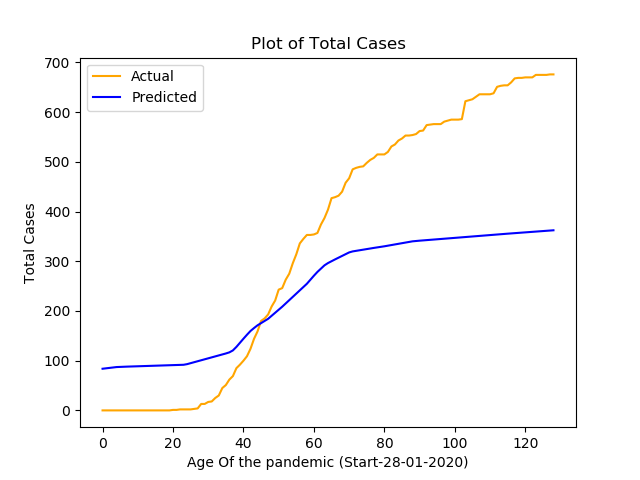 Plot of Total Cases
Actual
Predicted
Total Cases
700
600
500
400
300
200
100
0
0 20 40 60 80 100 120
Age Of the pandemic (Start-28-01-2020)